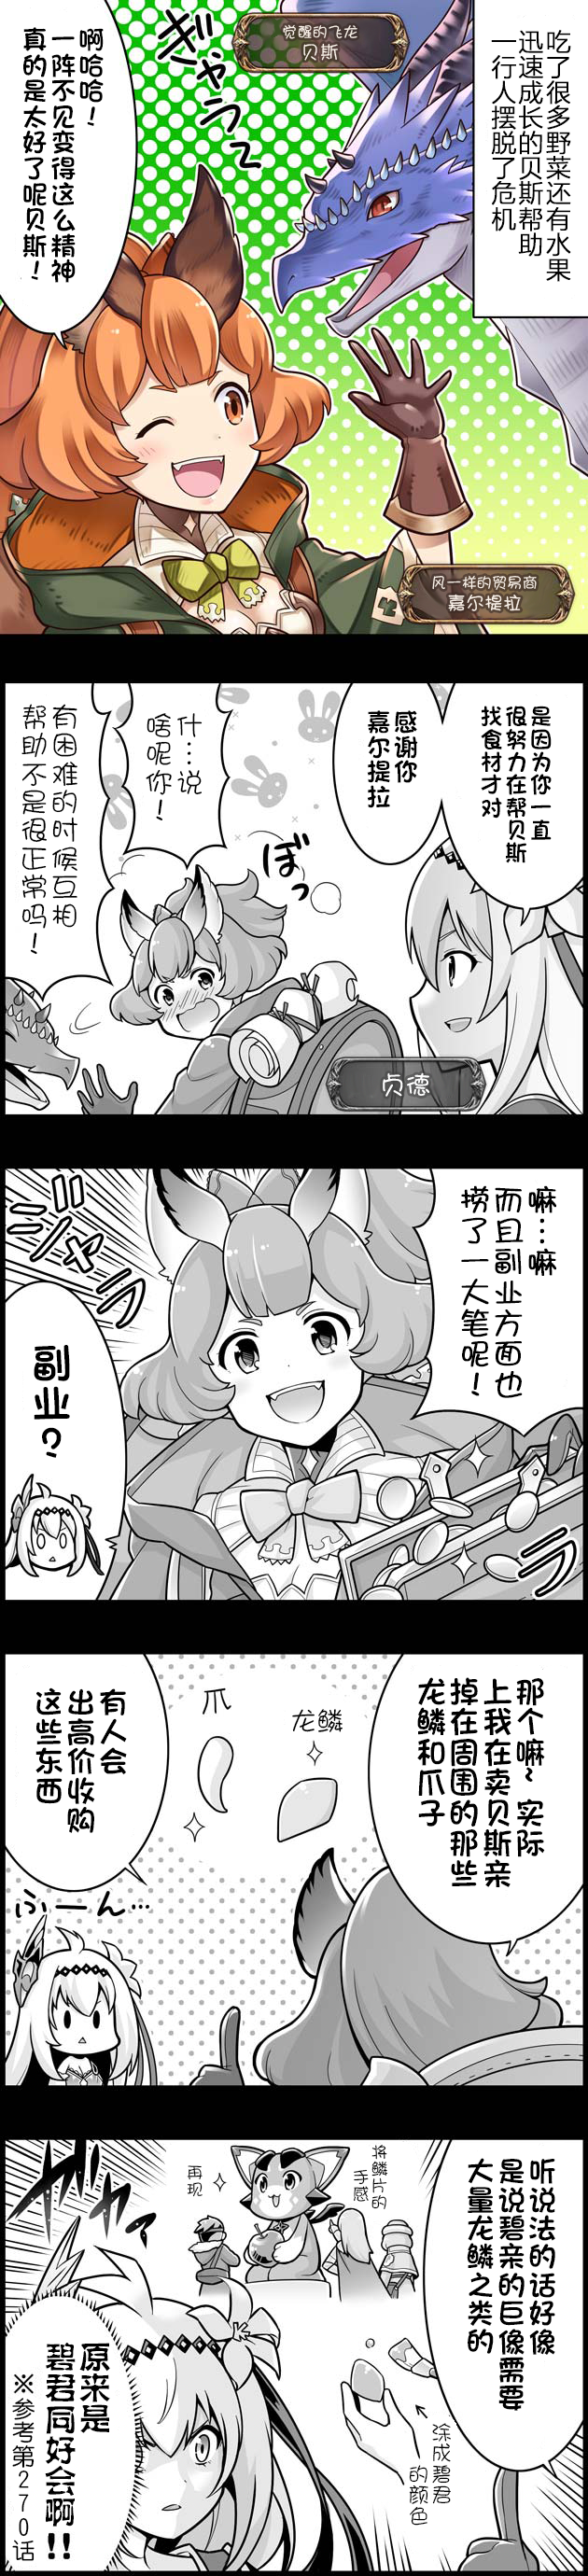 吃了很多野菜还有水果
迅速成长的贝斯帮助
一行人摆脱了危机
觉醒的飞龙
贝斯
ぎゃう〜
啊哈哈！
一阵不见变得这么精神
真的是太好了呢贝斯！
风一样的贸易商
嘉尔提拉
是因为你一直
很努力在帮贝斯
找食材才对
感谢你
嘉尔提拉
ぼっ
什…说
啥呢你！
有困难的时候互相
帮助不是很正常吗！
贞德
嘛…嘛
而且副业方面也
捞了一大笔呢！
ジャラ
ラ
副业？
那个嘛~实际
上我在卖贝斯亲
掉在周围的那些
龙鳞和爪子
龙鳞
爪
有人会
出高价收购
这些东西
ふーん…
听说法的话好像
是说碧亲的巨像需要
大量龙鳞之类的
将鳞片的
手感
再现
涂成碧君
的颜色
原来是
碧君同好会啊!!
※参考第270话